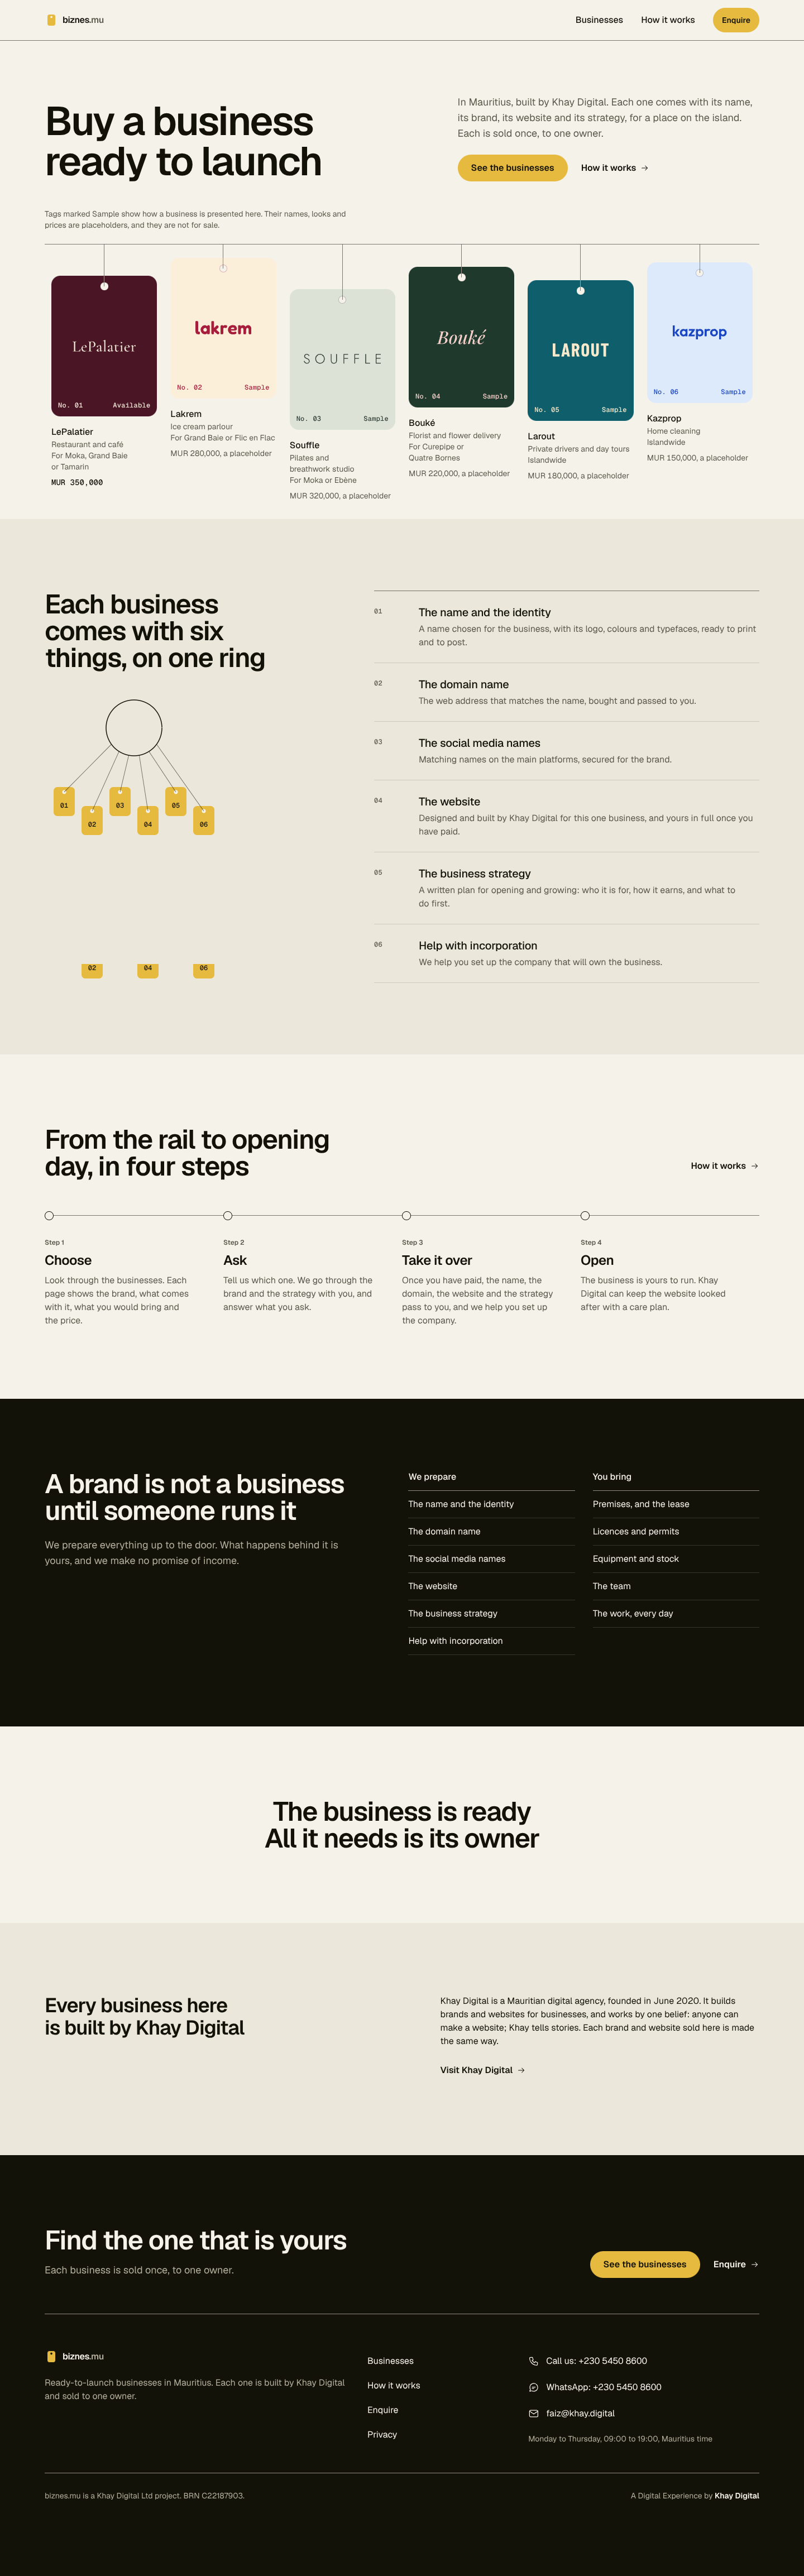 biznes.mu
Businesses
How it works
Enquire
Buy a business
ready to launch
In Mauritius, built by Khay Digital. Each one comes with its name,
its brand, its website and its strategy, for a place on the island.
Each is sold once, to one owner.
See the businesses
How it works →
Tags marked Sample show how a business is presented here. Their names, looks and
prices are placeholders, and they are not for sale.
LePalatier
No. 01 Available
LePalatier
Restaurant and café
For Moka, Grand Baie
or Tamarin
MUR 350,000
lakrem
No. 02 Sample
Lakrem
Ice cream parlour
For Grand Baie or Flic en Flac
MUR 280,000, a placeholder
SOUFFLE
No. 03 Sample
Souffle
Pilates and
breathwork studio
For Moka or Ebène
MUR 320,000, a placeholder
Bouké
No. 04 Sample
Bouké
Florist and flower delivery
For Curepipe or
Quatre Bornes
MUR 220,000, a placeholder
LAROUT
No. 05 Sample
Larout
Private drivers and day tours
Islandwide
MUR 180,000, a placeholder
kazprop
No. 06 Sample
Kazprop
Home cleaning
Islandwide
MUR 150,000, a placeholder
Each business
comes with six
things, on one ring
01
02
03
04
05
06
02
04
06
01
The name and the identity
A name chosen for the business, with its logo, colours and typefaces, ready to print
and to post.
02
The domain name
The web address that matches the name, bought and passed to you.
03
The social media names
Matching names on the main platforms, secured for the brand.
04
The website
Designed and built by Khay Digital for this one business, and yours in full once you
have paid.
05
The business strategy
A written plan for opening and growing: who it is for, how it earns, and what to
do first.
06
Help with incorporation
We help you set up the company that will own the business.
From the rail to opening
day, in four steps
How it works →
Step 1
Choose
Look through the businesses. Each
page shows the brand, what comes
with it, what you would bring and
the price.
Step 2
Ask
Tell us which one. We go through the
brand and the strategy with you, and
answer what you ask.
Step 3
Take it over
Once you have paid, the name, the
domain, the website and the strategy
pass to you, and we help you set up
the company.
Step 4
Open
The business is yours to run. Khay
Digital can keep the website looked
after with a care plan.
A brand is not a business
until someone runs it
We prepare everything up to the door. What happens behind it is
yours, and we make no promise of income.
We prepare
The name and the identity
The domain name
The social media names
The website
The business strategy
Help with incorporation
You bring
Premises, and the lease
Licences and permits
Equipment and stock
The team
The work, every day
The business is ready
All it needs is its owner
Every business here
is built by Khay Digital
Khay Digital is a Mauritian digital agency, founded in June 2020. It builds
brands and websites for businesses, and works by one belief: anyone can
make a website; Khay tells stories. Each brand and website sold here is made
the same way.
Visit Khay Digital →
Find the one that is yours
Each business is sold once, to one owner.
See the businesses
Enquire →
biznes.mu
Ready-to-launch businesses in Mauritius. Each one is built by Khay Digital
and sold to one owner.
Businesses
How it works
Enquire
Privacy
Call us: +230 5450 8600
WhatsApp: +230 5450 8600
faiz@khay.digital
Monday to Thursday, 09:00 to 19:00, Mauritius time
biznes.mu is a Khay Digital Ltd project. BRN C22187903.
A Digital Experience by Khay Digital